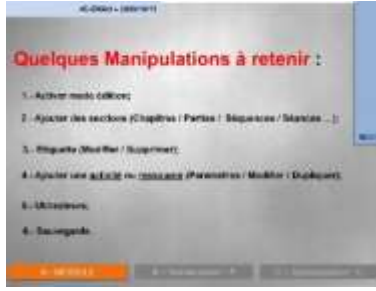 Quelques Manipulations à retenir :
1.- Activer mode édition;
2.- Ajouter des sections (Chapitres / Parties / Séquences / Séances ...);
3.- Etiquette (Modifier / Supprimer);
4.- Ajouter une activité ou ressource (Paramètres / Modifier / Dupliquer);
5.- Utilisateurs;
6.- Sauvegarde